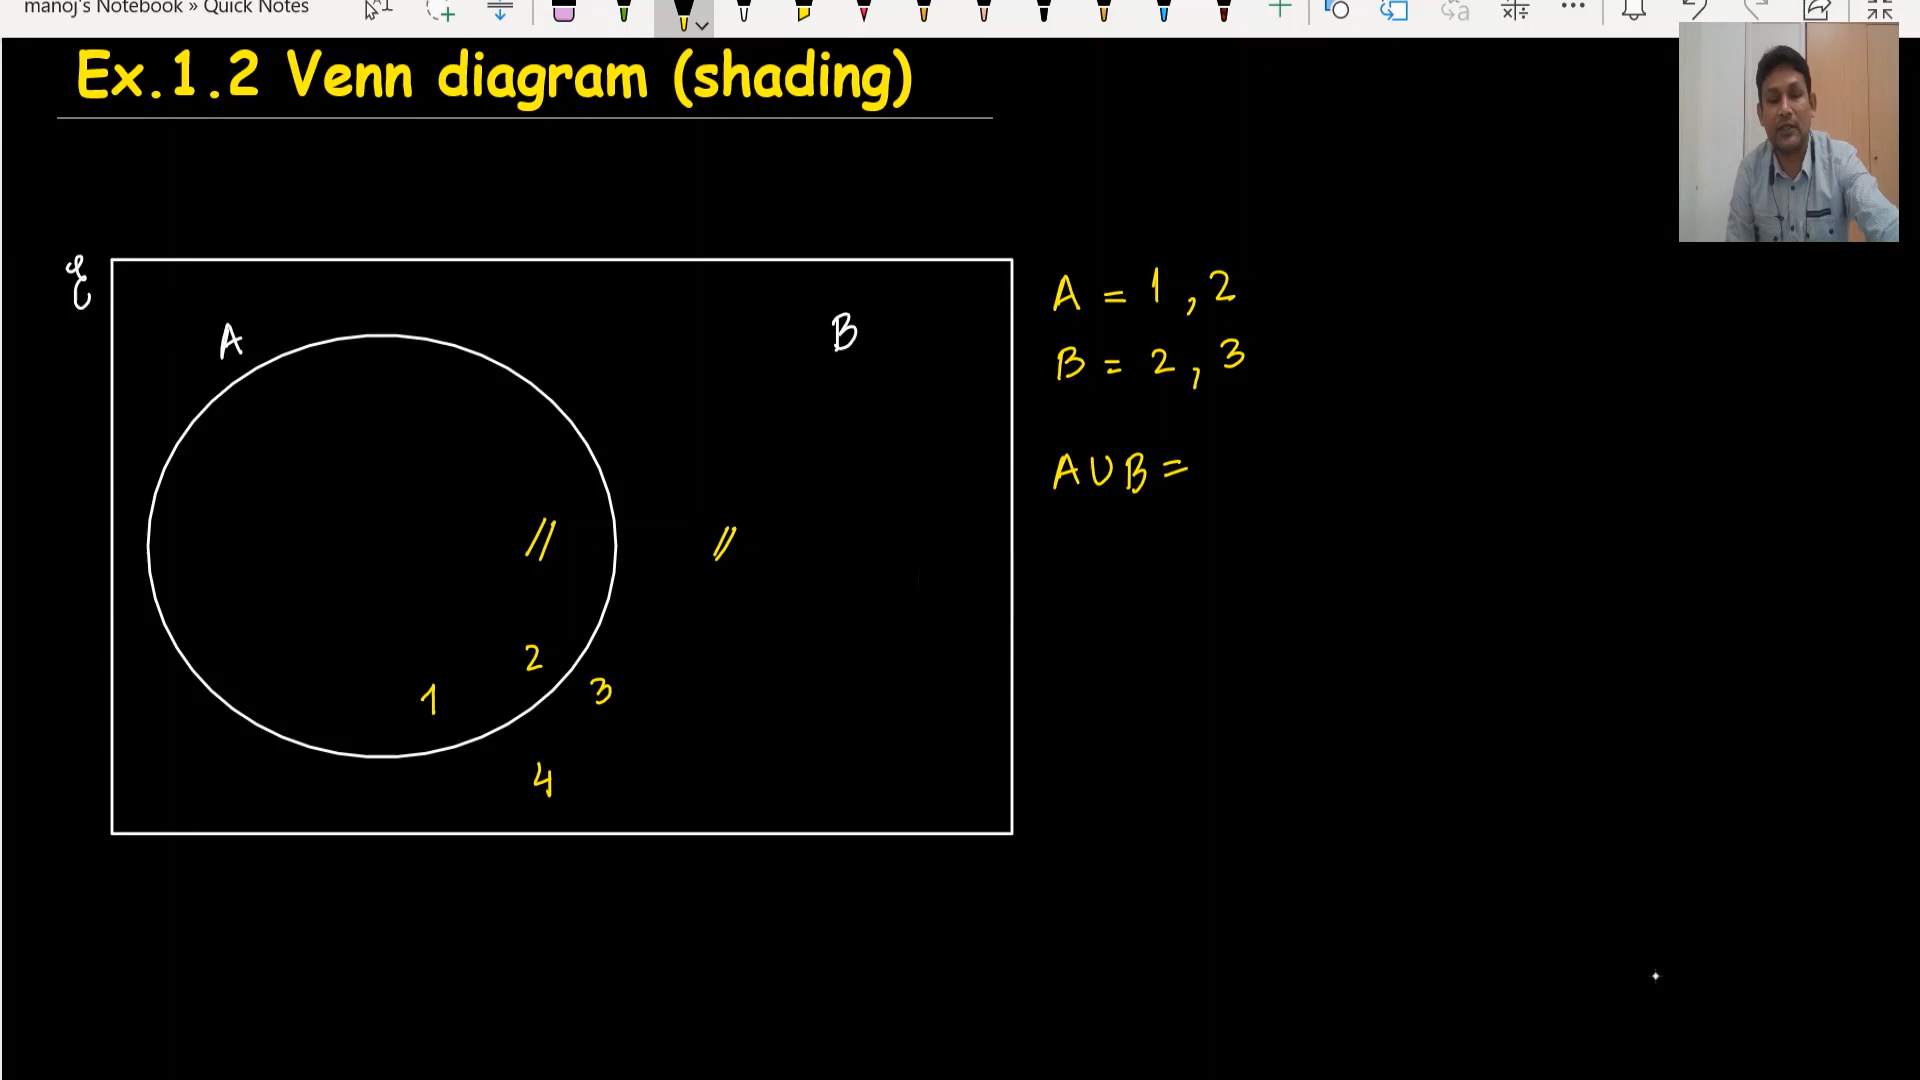 manoj's Notebook » Quick Notes
Ex.1.2 Venn diagram (shading)
A
B
A = 1, 2
B = 2, 3
A ∪ B =
2
1
3
4